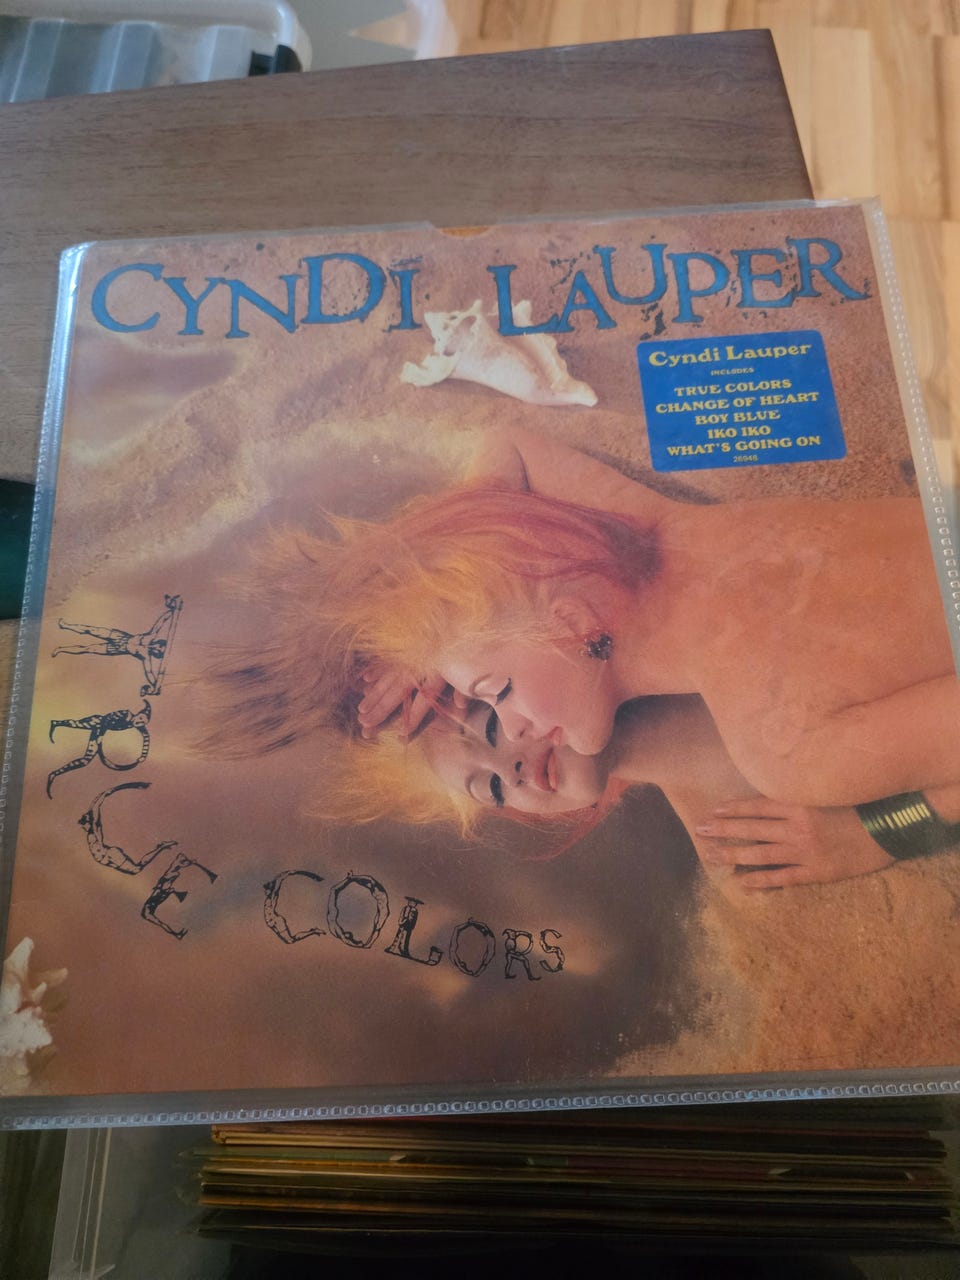 CYNDI LAUPER
Cyndi Lauper
INCLUDES
TRUE COLORS
CHANGE OF HEART
BOY BLUE
IKO IKO
WHAT'S GOING ON
26948
TRUE COLORS